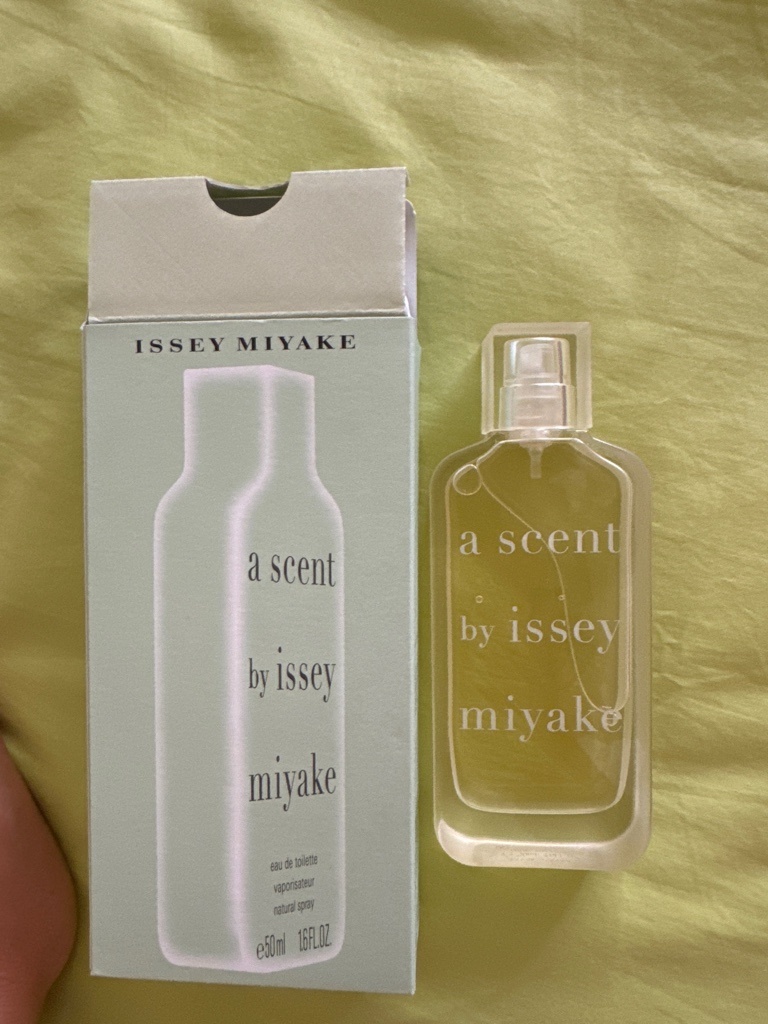 ISSEY MIYAKE
a scent
by issey
miyake
eau de toilette
vaporisateur
natural spray
e50ml 1.6FL.OZ.
a scent
by issey
miyake